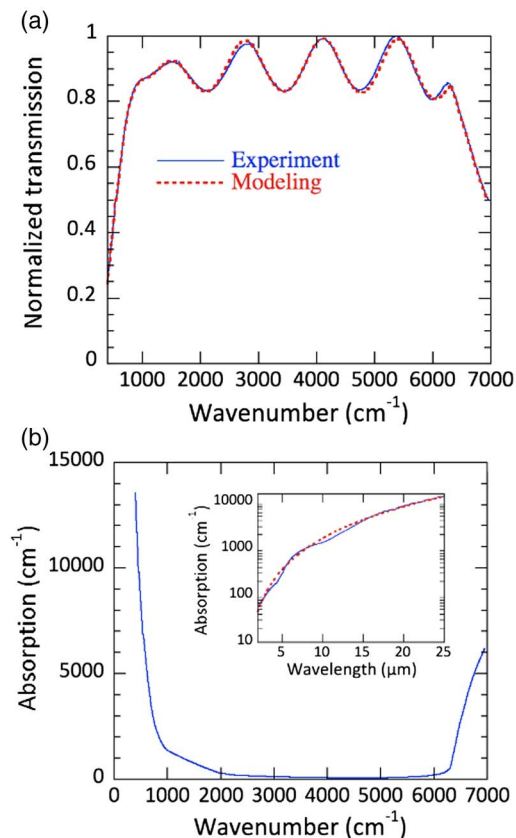 (a)
1
0.8
0.6
0.4
0.2
0
Normalized transmission
Experiment
Modeling
1000 2000 3000 4000 5000 6000 7000
Wavenumber (cm-1)
(b)
15000
10000
5000
0
Absorption (cm-1)
10000
1000
100
10
Absorption (cm-1)
5 10 15 20 25
Wavelength (µm)
0 1000 2000 3000 4000 5000 6000 7000
Wavenumber (cm-1)